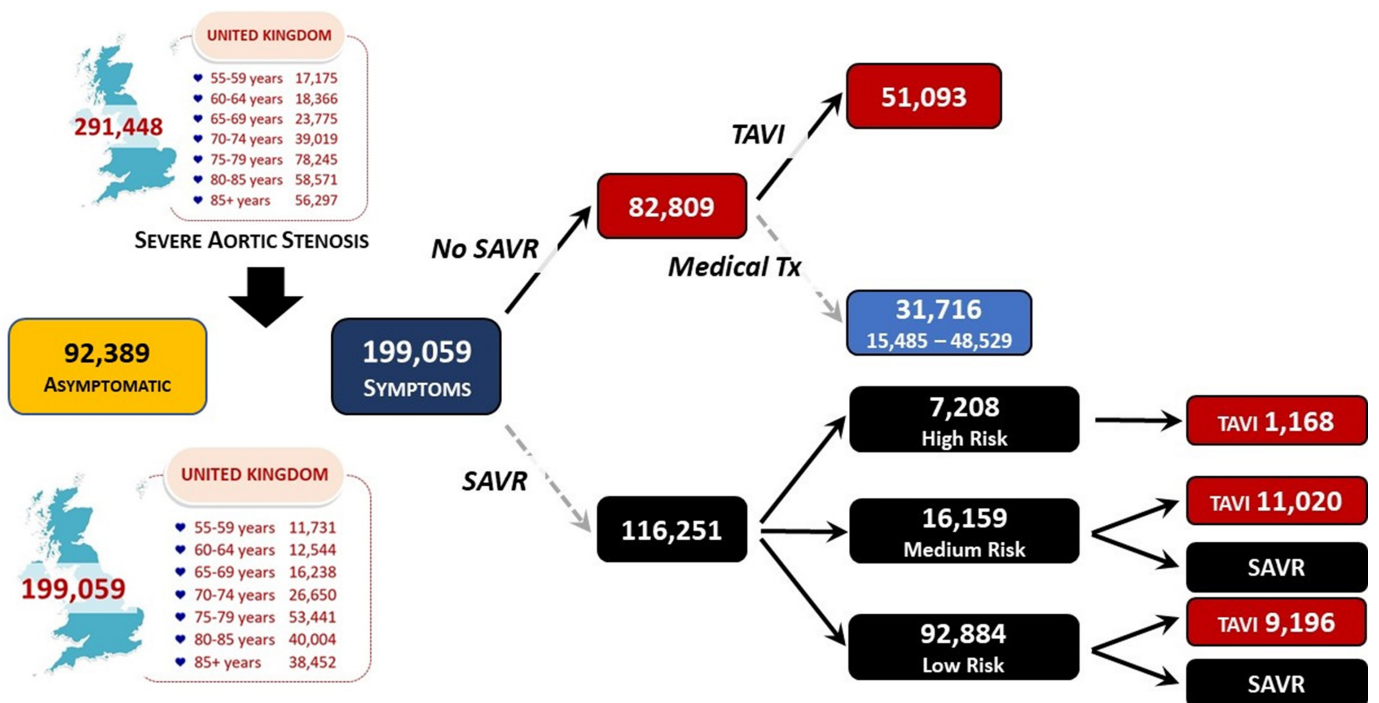 UNITED KINGDOM
55-59 years 17,175
60-64 years 18,366
65-69 years 23,775
70-74 years 39,019
75-79 years 78,245
80-85 years 58,571
85+ years 56,297
291,448
SEVERE AORTIC STENOSIS
92,389
ASYMPTOMATIC
199,059
SYMPTOMS
UNITED KINGDOM
55-59 years 11,731
60-64 years 12,544
65-69 years 16,238
70-74 years 26,650
75-79 years 53,441
80-85 years 40,004
85+ years 38,452
199,059
No SAVR
82,809
TAVI
51,093
Medical Tx
31,716
15,485 – 48,529
SAVR
116,251
7,208
High Risk
TAVI 1,168
16,159
Medium Risk
TAVI 11,020
SAVR
92,884
Low Risk
TAVI 9,196
SAVR